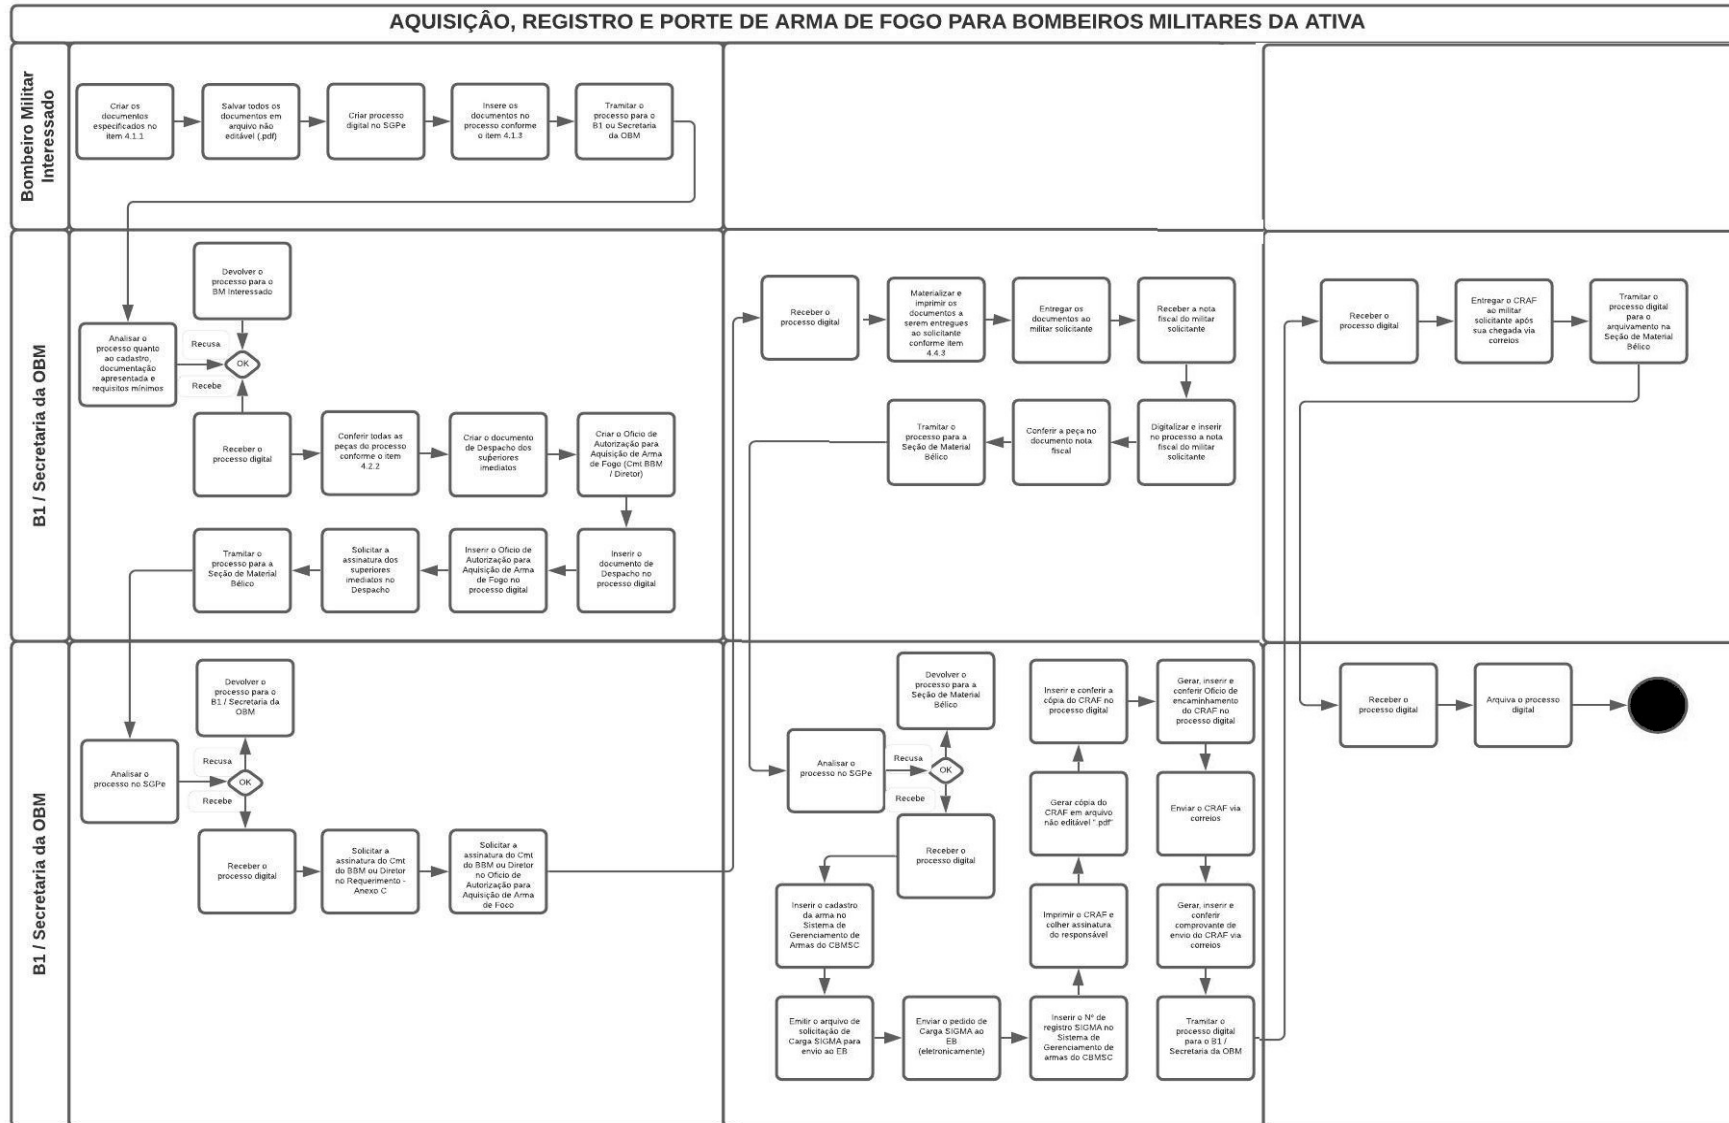 AQUISIÇÃO, REGISTRO E PORTE DE ARMA DE FOGO PARA BOMBEIROS MILITARES DA ATIVA
Bombeiro Militar
Interessado
Criar os
documentos
especificados no
item 4.1.1
Salvar todos os
documentos em
arquivo não
editável (.pdf)
Criar processo
digital no SGPe
Insere os
documentos no
processo conforme
o item 4.1.3
Tramitar o
processo para o
B1 ou Secretaria
da OBM
B1 / Secretaria da OBM
Devolver o
processo para o
BM Interessado
Analisar o
processo quanto
ao cadastro,
documentação
apresentada e
requisitos mínimos
Recusa
OK
Recebe
Receber o
processo digital
Conferir todas as
peças do processo
conforme o item
4.2.2
Criar o documento
de Despacho dos
superiores
imediatos
Criar o Oficio de
Autorização para
Aquisição de Arma
de Fogo (Cmt BBM
/ Diretor)
Tramitar o
processo para a
Seção de Material
Bélico
Solicitar a
assinatura dos
superiores
imediatos no
Despacho
Inserir o Oficio de
Autorização para
Aquisição de Arma
de Fogo no
processo digital
Inserir o
documento de
Despacho no
processo digital
Receber o
processo digital
Materializar e
imprimir os
documentos a
serem entregues
ao solicitante
conforme item
4.4.3
Entregar os
documentos ao
militar solicitante
Receber a nota
fiscal do militar
solicitante
Tramitar o
processo para a
Seção de Material
Bélico
Conferir a peça no
documento nota
fiscal
Digitalizar e inserir
no processo a nota
fiscal do militar
solicitante
Receber o
processo digital
Entregar o CRAF
ao militar
solicitante após
sua chegada via
correios
Tramitar o
processo digital
para o
arquivamento na
Seção de Material
Bélico
B1 / Secretaria da OBM
Devolver o
processo para o
B1 / Secretaria da
OBM
Analisar o
processo no SGPe
Recusa
OK
Recebe
Receber o
processo digital
Solicitar a
assinatura do Cmt
do BBM ou Diretor
no Requerimento -
Anexo C
Solicitar a
assinatura do Cmt
do BBM ou Diretor
no Oficio de
Autorização para
Aquisição de Arma
de Foco
Devolver o
processo para a
Seção de Material
Bélico
Analisar o
processo no SGPe
Recusa
OK
Recebe
Receber o
processo digital
Inserir o cadastro
da arma no
Sistema de
Gerenciamento de
Armas do CBMSC
Emitir o arquivo de
solicitação de
Carga SIGMA para
envio ao EB
Enviar o pedido de
Carga SIGMA ao
EB
(eletronicamente)
Inserir o Nº de
registro SIGMA no
Sistema de
Gerenciamento de
armas do CBMSC
Imprimir o CRAF e
colher assinatura
do responsável
Gerar cópia do
CRAF em arquivo
não editável ".pdf"
Inserir e conferir a
cópia do CRAF no
processo digital
Gerar, inserir e
conferir Oficio de
encaminhamento
do CRAF no
processo digital
Enviar o CRAF via
correios
Gerar, inserir e
conferir
comprovante de
envio do CRAF via
correios
Tramitar o
processo digital
para o B1 /
Secretaria da OBM
Receber o
processo digital
Arquiva o processo
digital